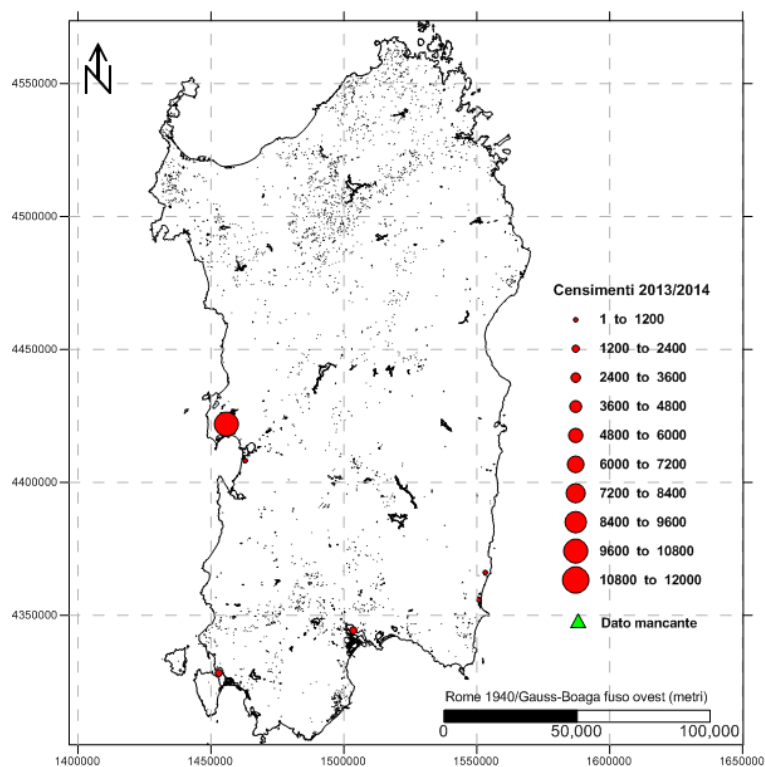 N
4550000
4500000
4450000
4400000
4350000
Censimenti 2013/2014
1 to 1200
1200 to 2400
2400 to 3600
3600 to 4800
4800 to 6000
6000 to 7200
7200 to 8400
8400 to 9600
9600 to 10800
10800 to 12000
Dato mancante
Rome 1940/Gauss-Boaga fuso ovest (metri)
0 50,000 100,000
1400000 1450000 1500000 1550000 1600000 1650000